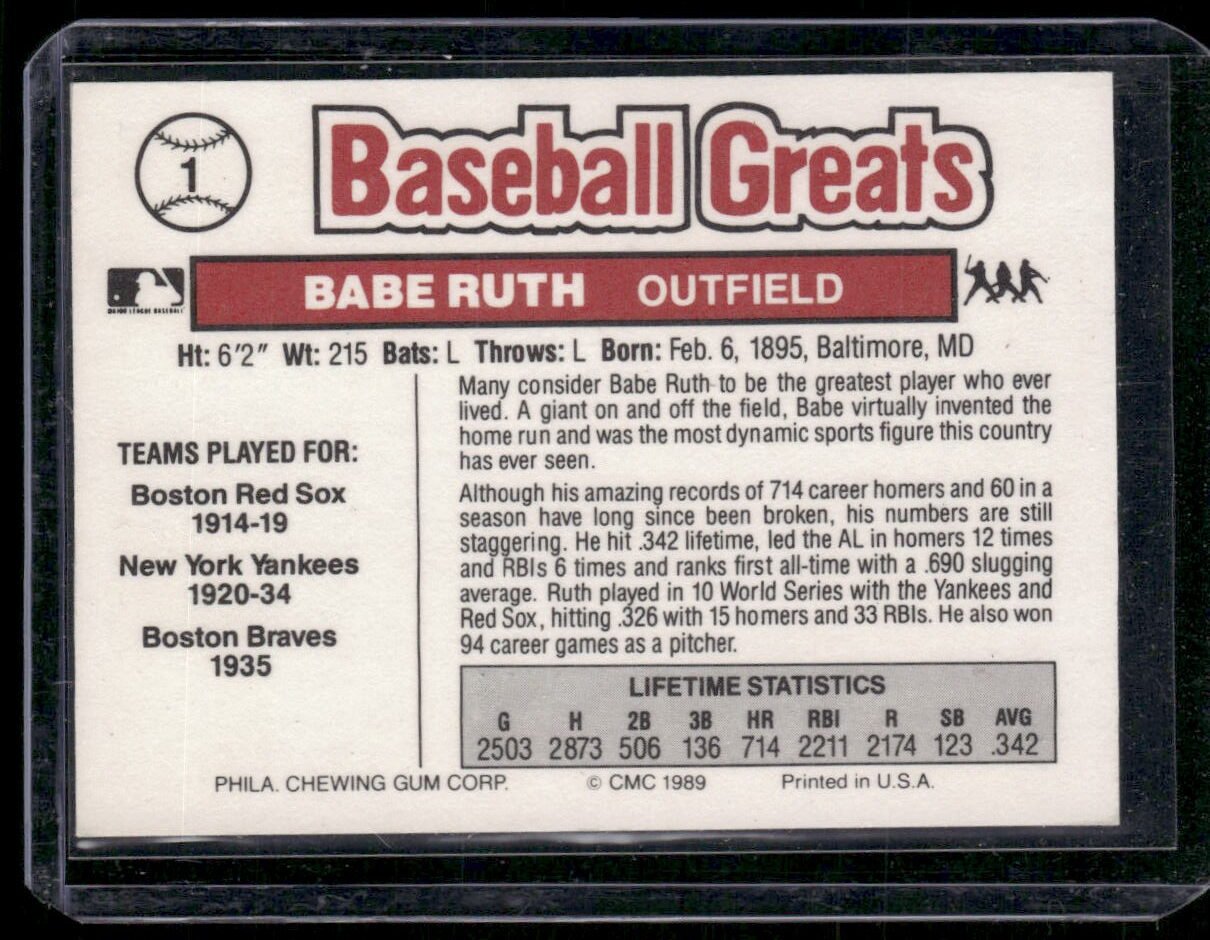 1
Baseball Greats
MAJOR LEAGUE BASEBALL
BABE RUTH OUTFIELD
Ht: 6'2" Wt: 215 Bats: L Throws: L Born: Feb. 6, 1895, Baltimore, MD
TEAMS PLAYED FOR:
Boston Red Sox
1914-19
New York Yankees
1920-34
Boston Braves
1935
Many consider Babe Ruth to be the greatest player who ever
lived. A giant on and off the field, Babe virtually invented the
home run and was the most dynamic sports figure this country
has ever seen.
Although his amazing records of 714 career homers and 60 in a
season have long since been broken, his numbers are still
staggering. He hit .342 lifetime, led the AL in homers 12 times
and RBIs 6 times and ranks first all-time with a .690 slugging
average. Ruth played in 10 World Series with the Yankees and
Red Sox, hitting .326 with 15 homers and 33 RBIs. He also won
94 career games as a pitcher.
LIFETIME STATISTICS
G H 2B 3B HR RBI R SB AVG
2503 2873 506 136 714 2211 2174 123 .342
PHILA. CHEWING GUM CORP. © CMC 1989 Printed in U.S.A.